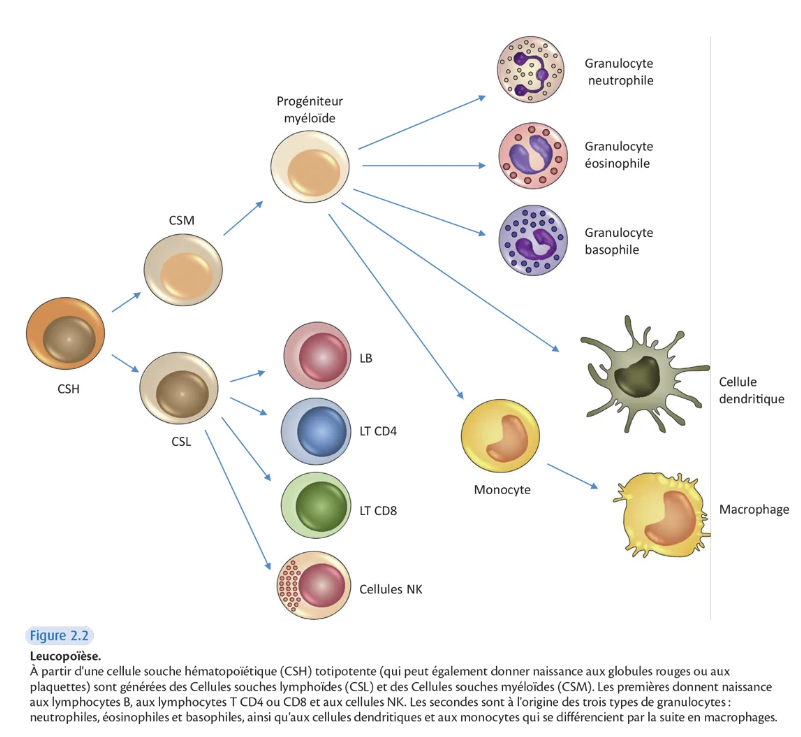 Granulocyte
neutrophile
Progéniteur
myéloïde
Granulocyte
éosinophile
CSM
Granulocyte
basophile
LB
CSH
Cellule
dendritique
LT CD4
CSL
Monocyte
LT CD8
Macrophage
Cellules NK
Figure 2.2
Leucopoïèse.
À partir d'une cellule souche hématopoïétique (CSH) totipotente (qui peut également donner naissance aux globules rouges ou aux
plaquettes) sont générées des Cellules souches lymphoïdes (CSL) et des Cellules souches myéloïdes (CSM). Les premières donnent naissance
aux lymphocytes B, aux lymphocytes T CD4 ou CD8 et aux cellules NK. Les secondes sont à l'origine des trois types de granulocytes :
neutrophiles, éosinophiles et basophiles, ainsi qu'aux cellules dendritiques et aux monocytes qui se différencient par la suite en macrophages.